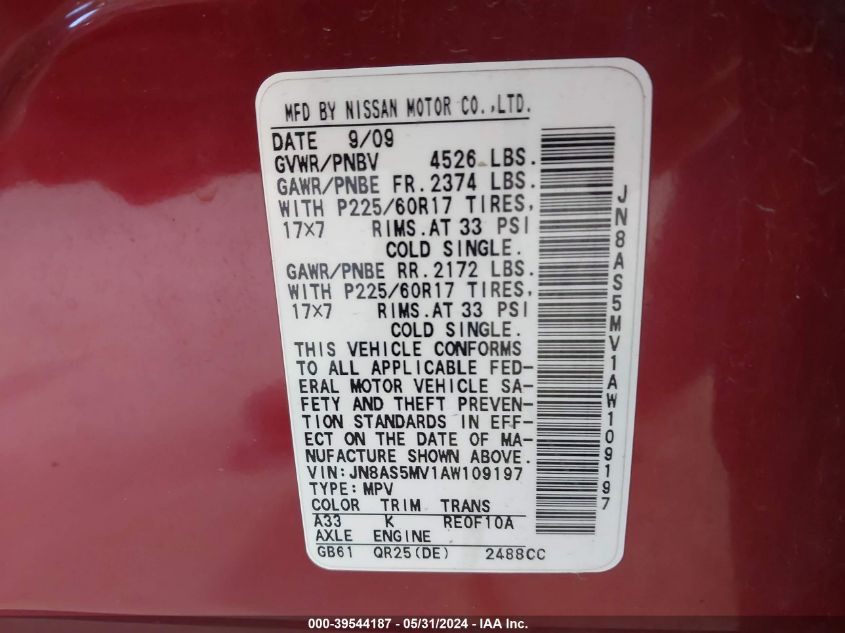 MFD BY NISSAN MOTOR CO.,LTD.
DATE 9/09
GVWR/PNBV 4526 LBS.
GAWR/PNBE FR. 2374 LBS.
WITH P225/60R17 TIRES,
17×7 RIMS.AT 33 PSI
COLD SINGLE.
GAWR/PNBE RR. 2172 LBS.
WITH P225/60R17 TIRES,
17×7 RIMS.AT 33 PSI
COLD SINGLE.
THIS VEHICLE CONFORMS
TO ALL APPLICABLE FED-
ERAL MOTOR VEHICLE SA-
FETY AND THEFT PREVEN-
TION STANDARDS IN EFF-
ECT ON THE DATE OF MA-
NUFACTURE SHOWN ABOVE.
VIN:JN8AS5MV1AW109197
TYPE:MPV
COLOR TRIM TRANS
A33 K RE0F10A
AXLE ENGINE
GB61 QR25(DE) 2488CC
JN8AS5MV1AW109197
000-39544187 - 05/31/2024 - IAA Inc.